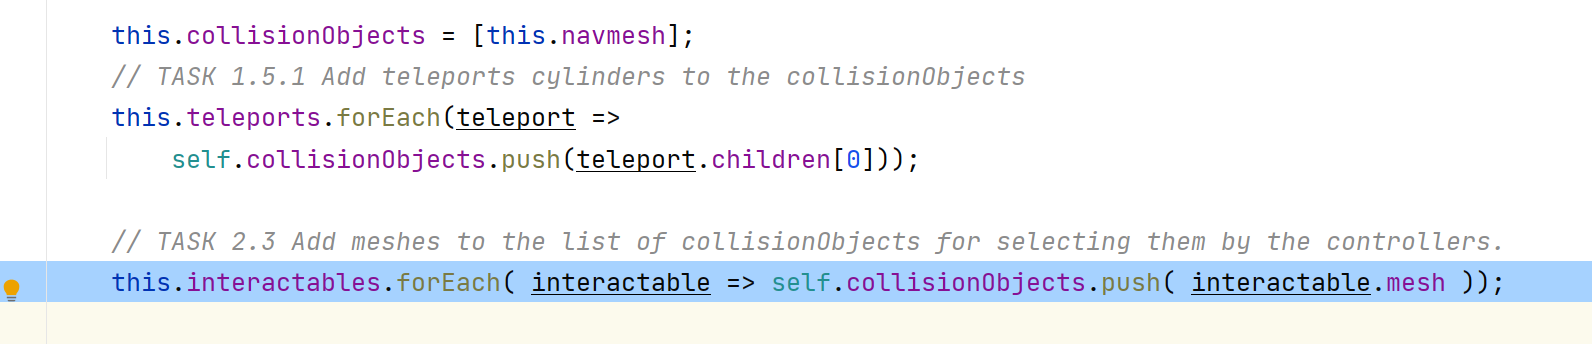 this.collisionObjects = [this.navmesh];
// TASK 1.5.1 Add teleports cylinders to the collisionObjects
this.teleports.forEach(teleport =>
self.collisionObjects.push(teleport.children[0]));
// TASK 2.3 Add meshes to the list of collisionObjects for selecting them by the controllers.
this.interactables.forEach( interactable => self.collisionObjects.push( interactable.mesh ));